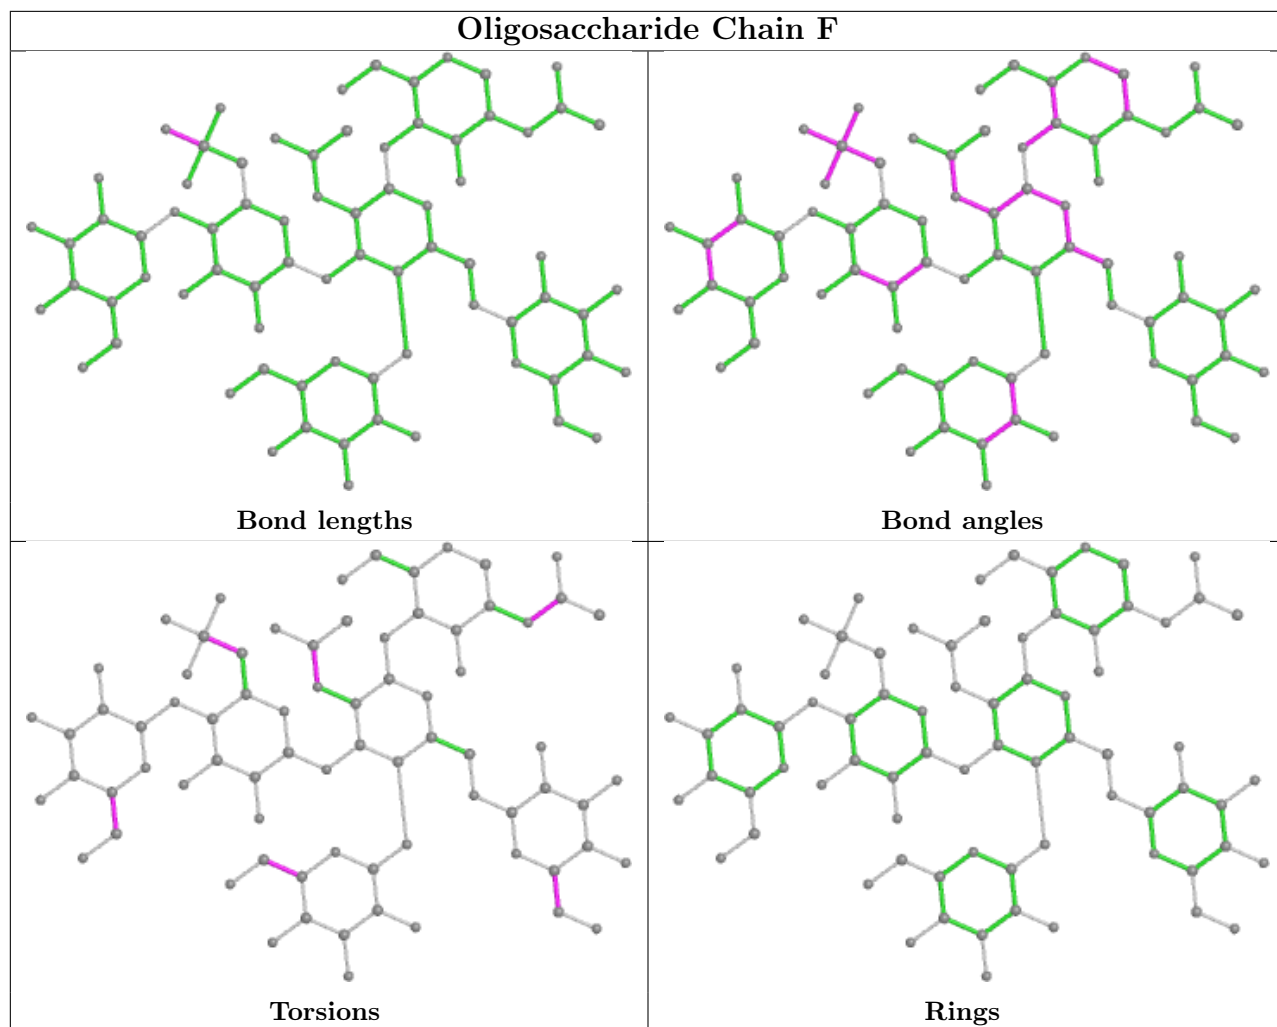 Oligosaccharide Chain F
Bond lengths
Bond angles
Torsions
Rings